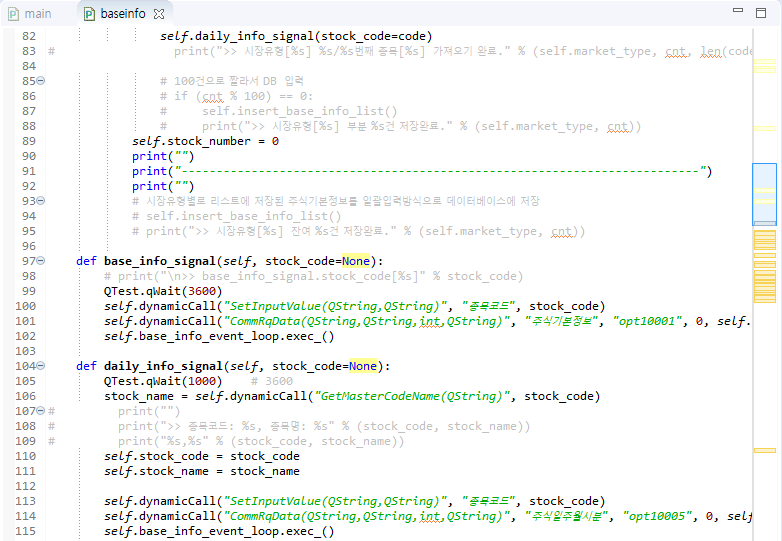 main
baseinfo
82 self.daily_info_signal(stock_code=code)
83 # print(">> 시장유형[%s] %s/%s번째 종목[%s] 가져오기 완료." % (self.market_type, cnt, len(code
84
85 # 100건으로 짤라서 DB 입력
86 # if (cnt % 100) == 0:
87 # self.insert_base_info_list()
88 # print(">> 시장유형[%s] 부분 %s건 저장완료." % (self.market_type, cnt))
89 self.stock_number = 0
90 print("")
91 print("--------------------------------------------------------------------------")
92 print("")
93 # 시장유형별로 리스트에 저장된 주식기본정보를 일괄입력방식으로 데이터베이스에 저장
94 # self.insert_base_info_list()
95 # print(">> 시장유형[%s] 잔여 %s건 저장완료." % (self.market_type, cnt))
96
97 def base_info_signal(self, stock_code=None):
98 # print("\n>> base_info_signal.stock_code[%s]" % stock_code)
99 QTest.qWait(3600)
100 self.dynamicCall("SetInputValue(QString,QString)", "종목코드", stock_code)
101 self.dynamicCall("CommRqData(QString,QString,int,QString)", "주식기본정보", "opt10001", 0, self.
102 self.base_info_event_loop.exec_()
103
104 def daily_info_signal(self, stock_code=None):
105 QTest.qWait(1000) # 3600
106 stock_name = self.dynamicCall("GetMasterCodeName(QString)", stock_code)
107 # print("")
108 # print(">> 종목코드: %s, 종목명: %s" % (stock_code, stock_name))
109 # print("%s,%s" % (stock_code, stock_name))
110 self.stock_code = stock_code
111 self.stock_name = stock_name
112
113 self.dynamicCall("SetInputValue(QString,QString)", "종목코드", stock_code)
114 self.dynamicCall("CommRqData(QString,QString,int,QString)", "주식일주월시분", "opt10005", 0, self
115 self.base_info_event_loop.exec_()